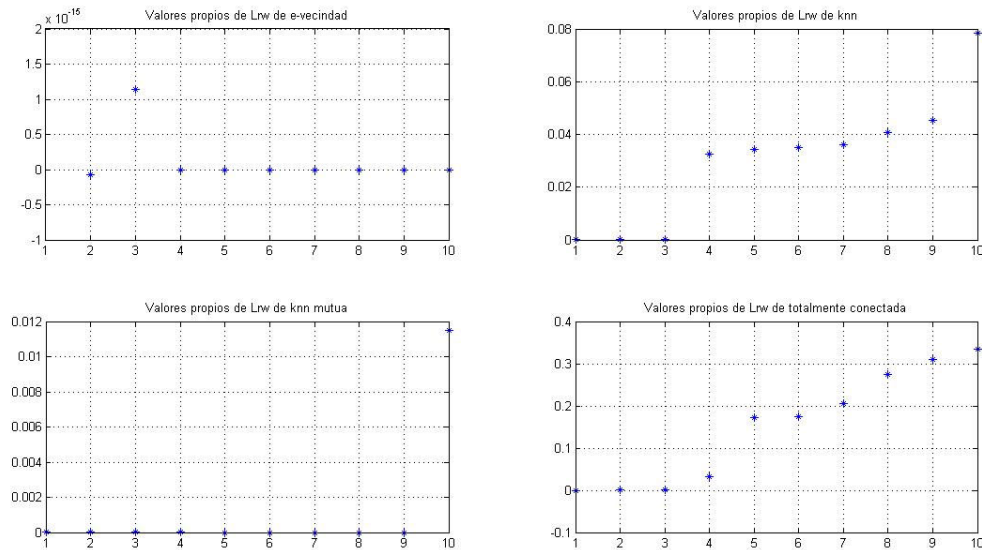 Valores propios de Lrw de e-vecindad
x 10^-15
2
1.5
1
0.5
0
-0.5
-1
1 2 3 4 5 6 7 8 9 10
Valores propios de Lrw de knn
0.08
0.06
0.04
0.02
0
1 2 3 4 5 6 7 8 9 10
Valores propios de Lrw de knn mutua
0.012
0.01
0.008
0.006
0.004
0.002
0
1 2 3 4 5 6 7 8 9 10
Valores propios de Lrw de totalmente conectada
0.4
0.3
0.2
0.1
0
-0.1
1 2 3 4 5 6 7 8 9 10